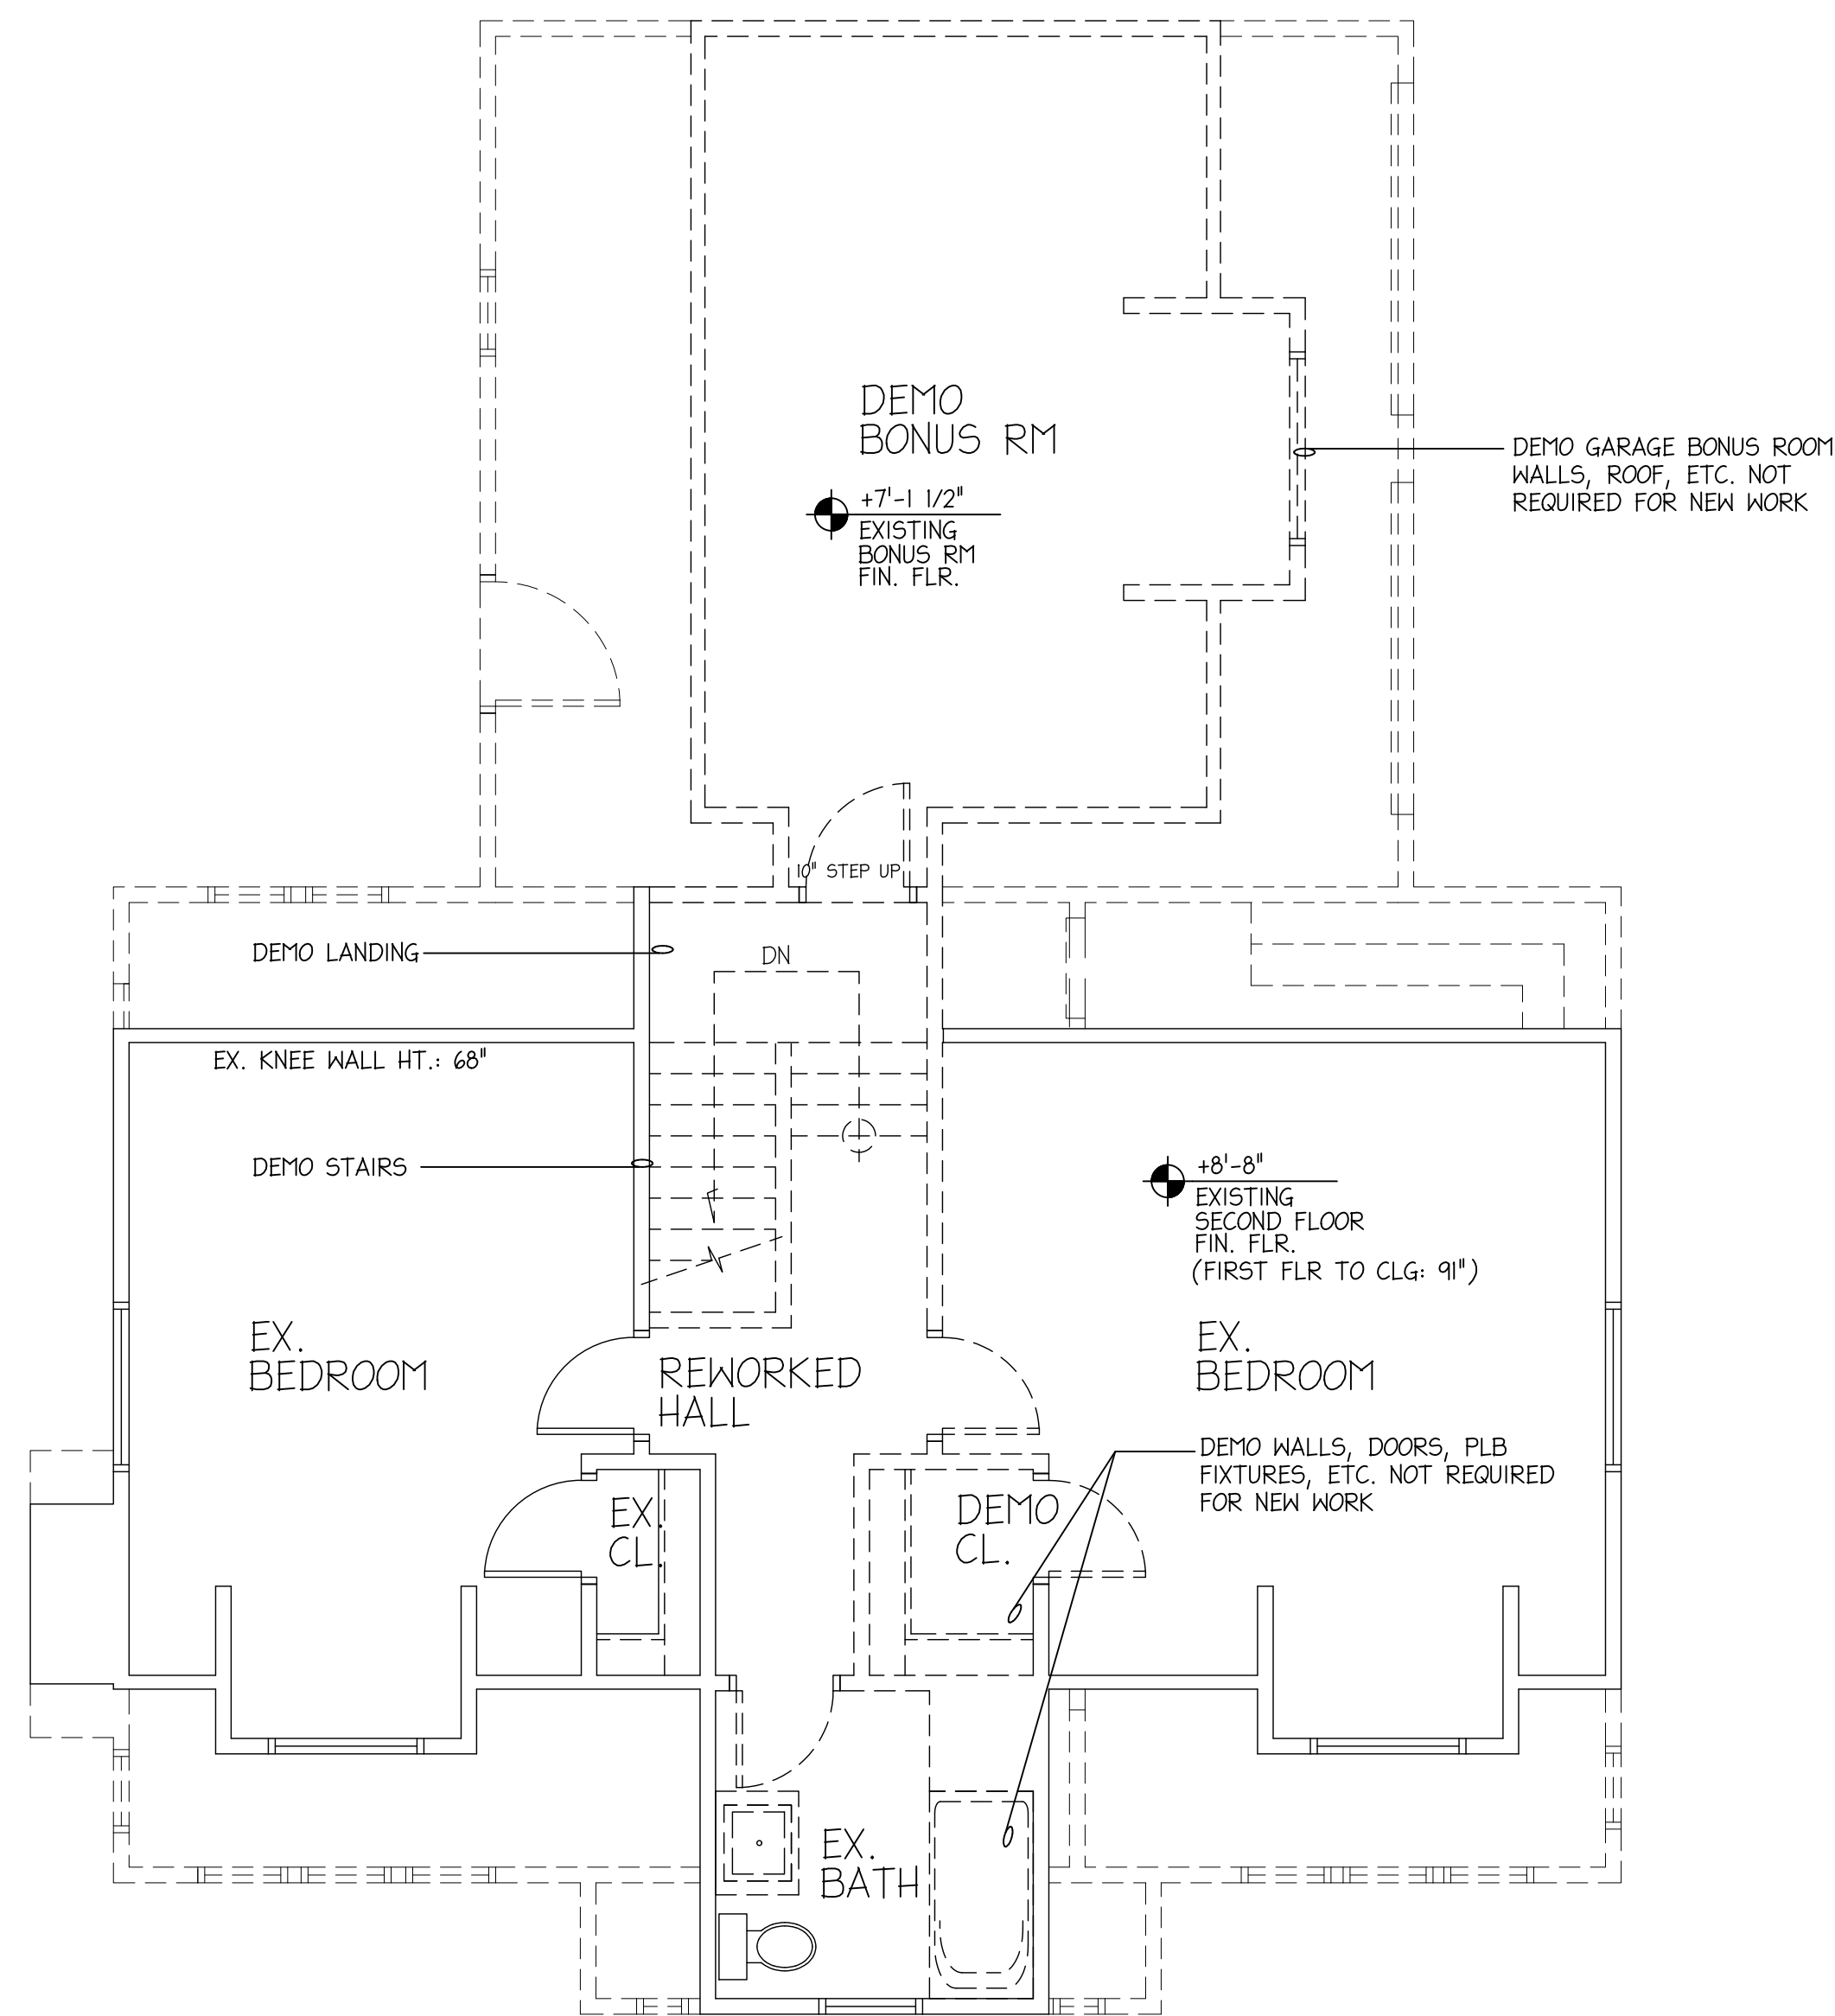 DEMO
BONUS RM
+7'-1 1/2"
EXISTING
BONUS RM
FIN. FLR.
DEMO GARAGE BONUS ROOM
WALLS, ROOF, ETC. NOT
REQUIRED FOR NEW WORK
10" STEP UP
DEMO LANDING
DN
EX. KNEE WALL HT.: 68"
DEMO STAIRS
+8'-8"
EXISTING
SECOND FLOOR
FIN. FLR.
(FIRST FLR TO CLG: 91")
EX.
BEDROOM
REWORKED
HALL
EX.
BEDROOM
DEMO WALLS, DOORS, PLB
FIXTURES, ETC. NOT REQUIRED
FOR NEW WORK
EX.
CL.
DEMO
CL.
EX.
BATH